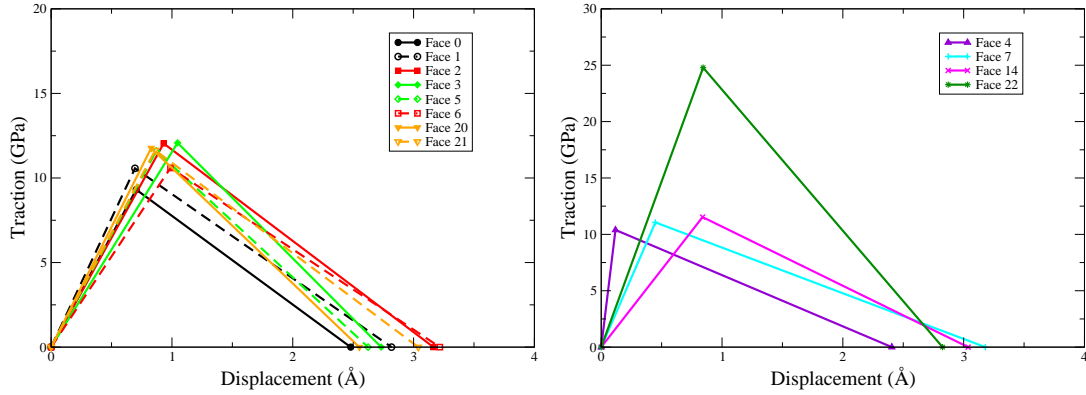 20
15
10
5
0
0
1
2
3
4
Traction (GPa)
Displacement (Å)
Face 0
Face 1
Face 2
Face 3
Face 5
Face 6
Face 20
Face 21
30
25
20
15
10
5
0
0
1
2
3
4
Traction (GPa)
Displacement (Å)
Face 4
Face 7
Face 14
Face 22